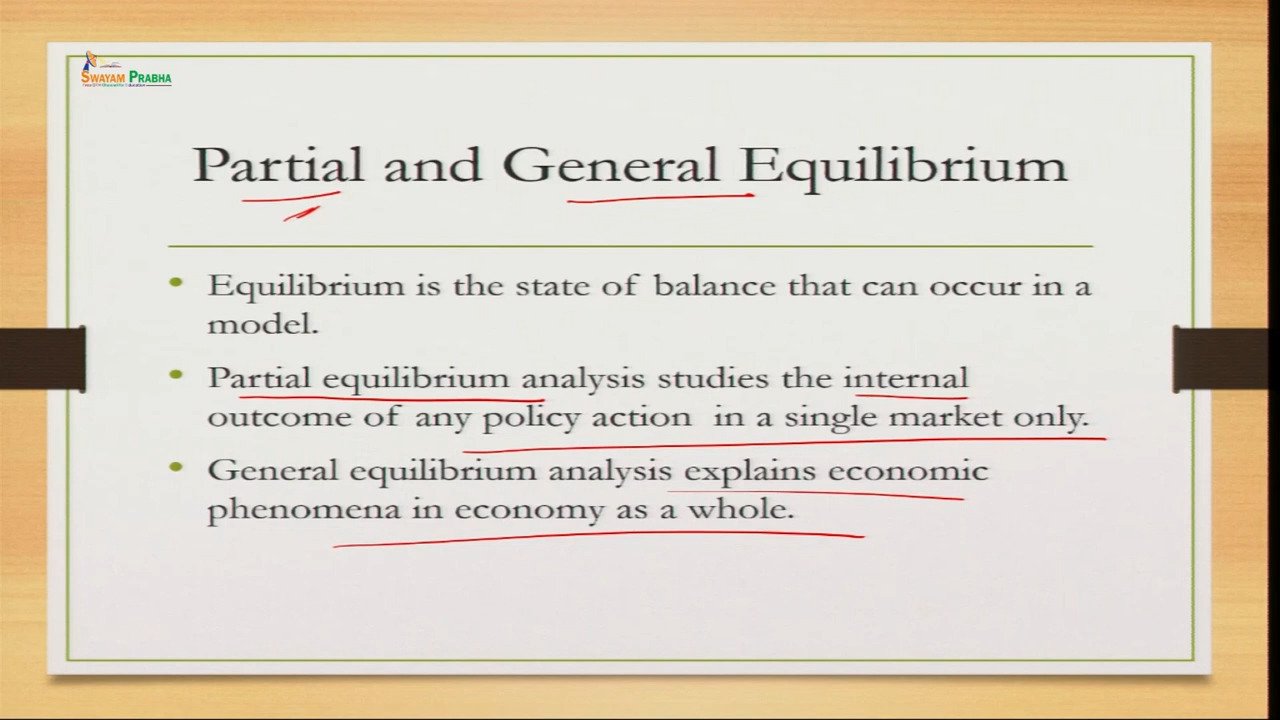 SWAYAM PRABHA
Partial and General Equilibrium
• Equilibrium is the state of balance that can occur in a
model.
• Partial equilibrium analysis studies the internal
outcome of any policy action in a single market only.
• General equilibrium analysis explains economic
phenomena in economy as a whole.